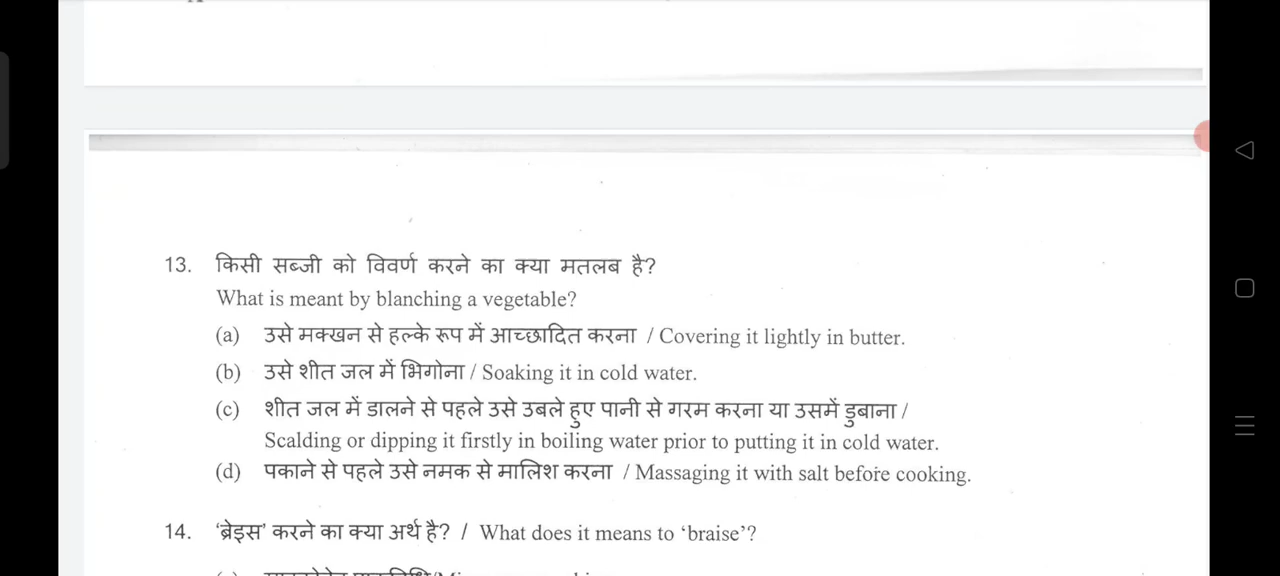 13. किसी सब्जी को विवर्ण करने का क्या मतलब है?
What is meant by blanching a vegetable?
(a) उसे मक्खन से हल्के रूप में आच्छादित करना / Covering it lightly in butter.
(b) उसे शीत जल में भिगोना / Soaking it in cold water.
(c) शीत जल में डालने से पहले उसे उबले हुए पानी से गरम करना या उसमें डुबाना /
Scalding or dipping it firstly in boiling water prior to putting it in cold water.
(d) पकाने से पहले उसे नमक से मालिश करना / Massaging it with salt before cooking.
14. ‘ब्रेइस’ करने का क्या अर्थ है? / What does it means to ‘braise’?